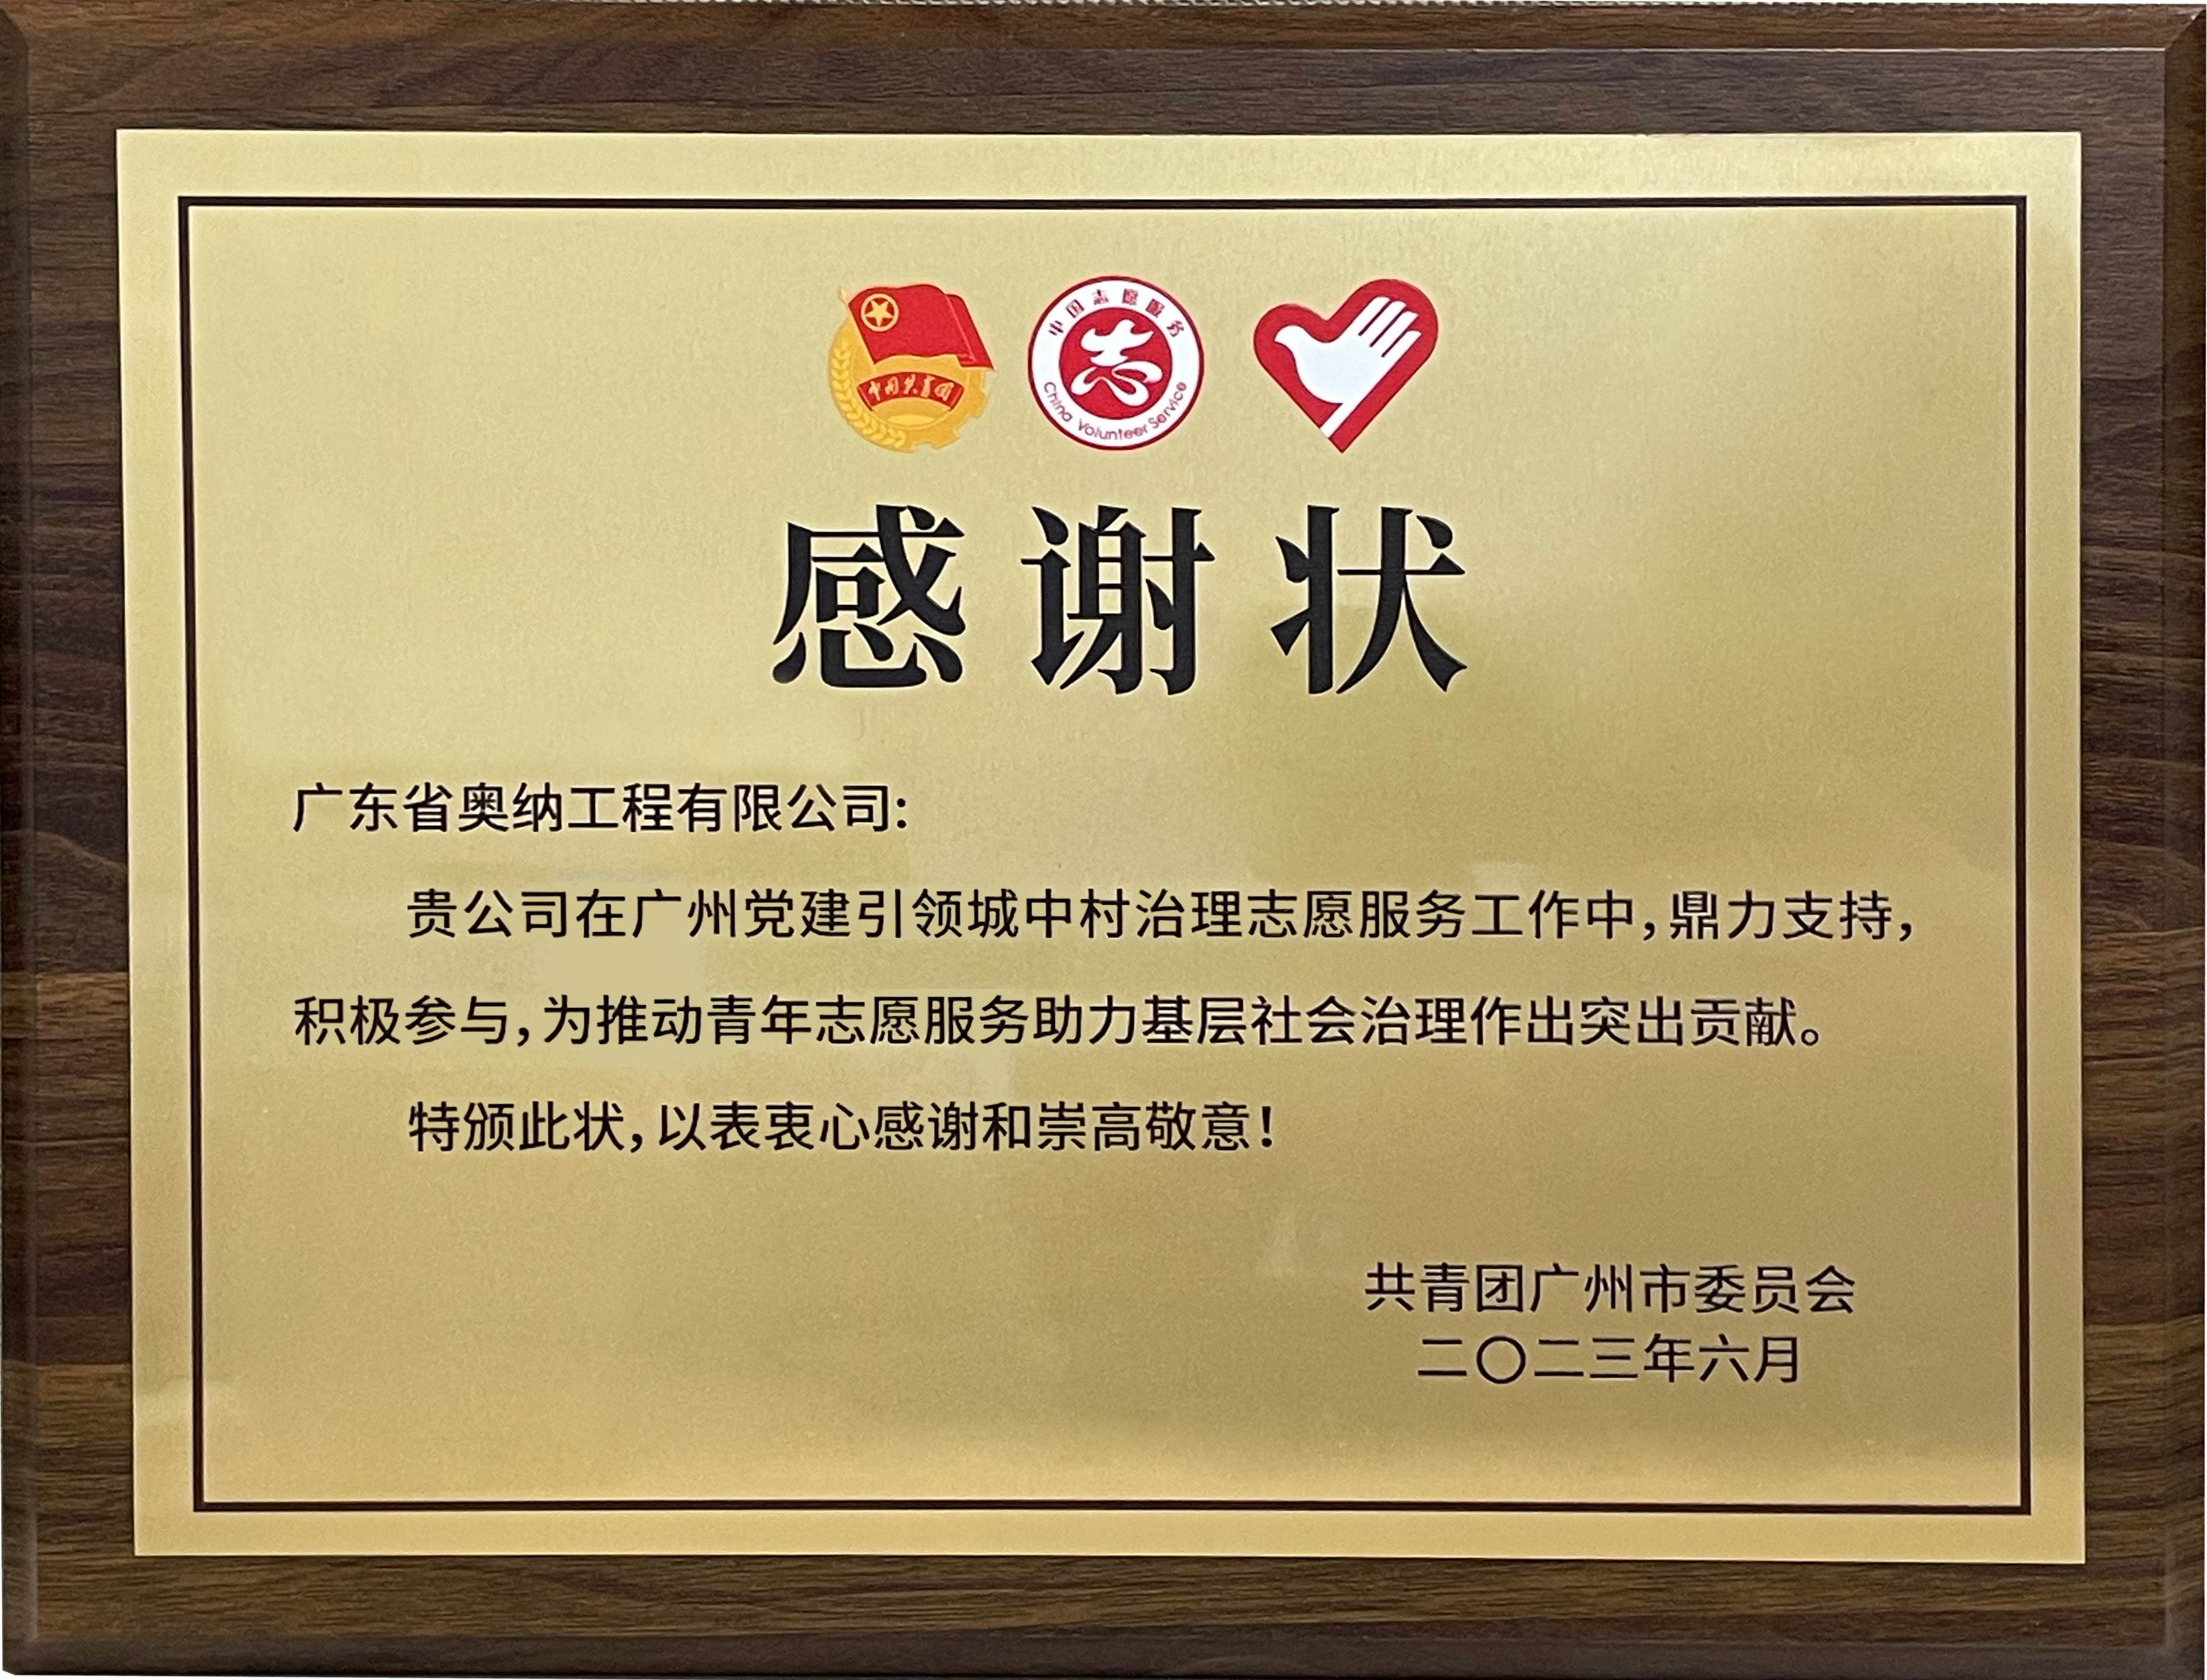 中国共青团
中国志愿服务
志
China Volunteer Service
感谢状
广东省奥纳工程有限公司:
贵公司在广州党建引领城中村治理志愿服务工作中,鼎力支持,
积极参与,为推动青年志愿服务助力基层社会治理作出突出贡献。
特颁此状,以表衷心感谢和崇高敬意!
共青团广州市委员会
二〇二三年六月